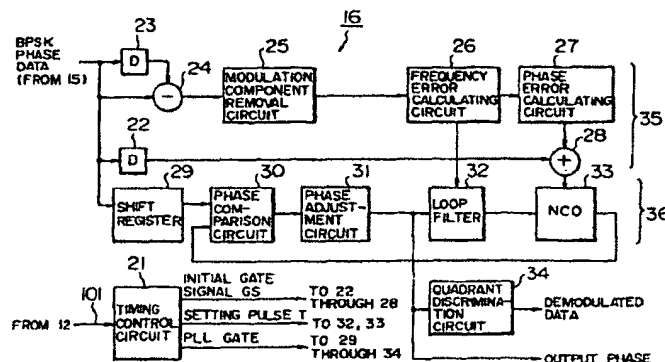 16
BPSK
PHASE
DATA
(FROM 15)
23
D
24
−
25
MODULATION
COMPONENT
REMOVAL
CIRCUIT
26
FREQUENCY
ERROR
CALCULATING
CIRCUIT
27
PHASE
ERROR
CALCULATING
CIRCUIT
35
22
D
28
+
29
SHIFT
REGISTER
30
PHASE
COM-
PARISON
CIRCUIT
31
PHASE
ADJUST-
MENT
CIRCUIT
32
LOOP
FILTER
33
NCO
36
21
TIMING
CONTROL
CIRCUIT
101
FROM 12
INITIAL GATE
SIGNAL GS
TO 22
THROUGH 28
SETTING PULSE T
TO 32, 33
PLL GATE
TO 29
THROUGH 34
34
QUADRANT
DISCRIMINA-
TION
CIRCUIT
DEMODULATED
DATA
OUTPUT PHASE